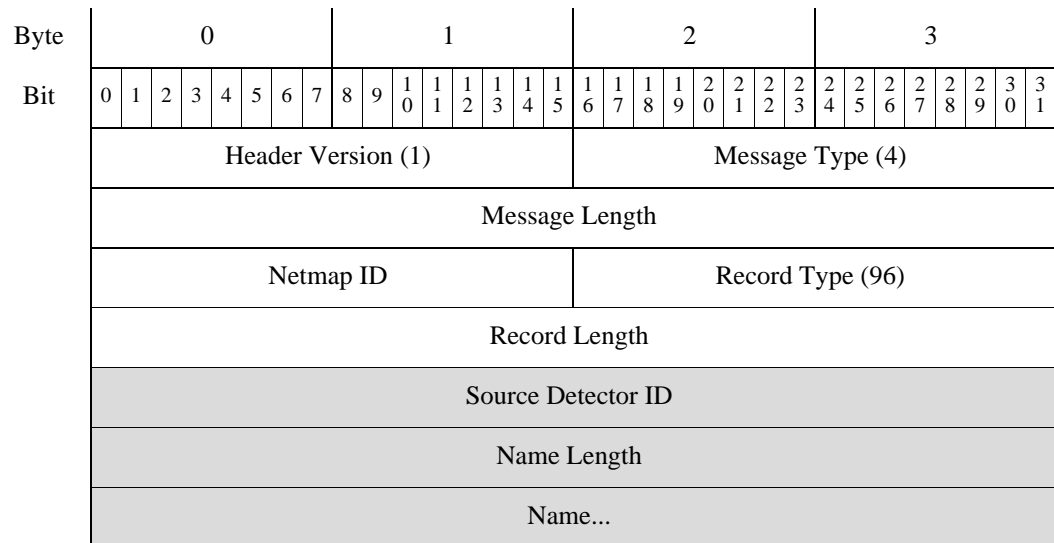 Byte 0 1 2 3
Bit 0 1 2 3 4 5 6 7 8 9 10 11 12 13 14 15 16 17 18 19 20 21 22 23 24 25 26 27 28 29 30 31
Header Version (1) Message Type (4)
Message Length
Netmap ID Record Type (96)
Record Length
Source Detector ID
Name Length
Name...